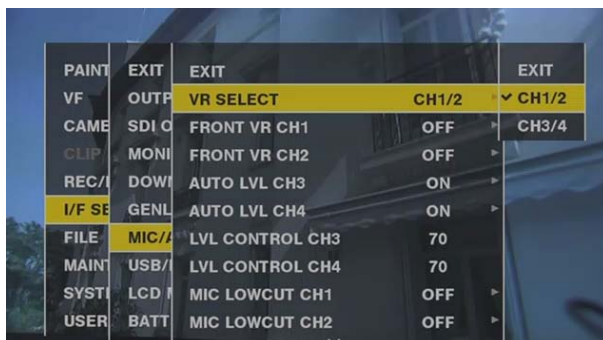 PAINT EXIT EXIT EXIT
VF OUTP VR SELECT CH1/2 ✓ CH1/2
CAME SDI O FRONT VR CH1 OFF CH3/4
CLIP MONI FRONT VR CH2 OFF
REC/I DOWI AUTO LVL CH3 ON
I/F SE GENL AUTO LVL CH4 ON
FILE MIC/A LVL CONTROL CH3 70
MAINT USB/I LVL CONTROL CH4 70
SYSTI LCD MIC LOWCUT CH1 OFF
USER BATT MIC LOWCUT CH2 OFF